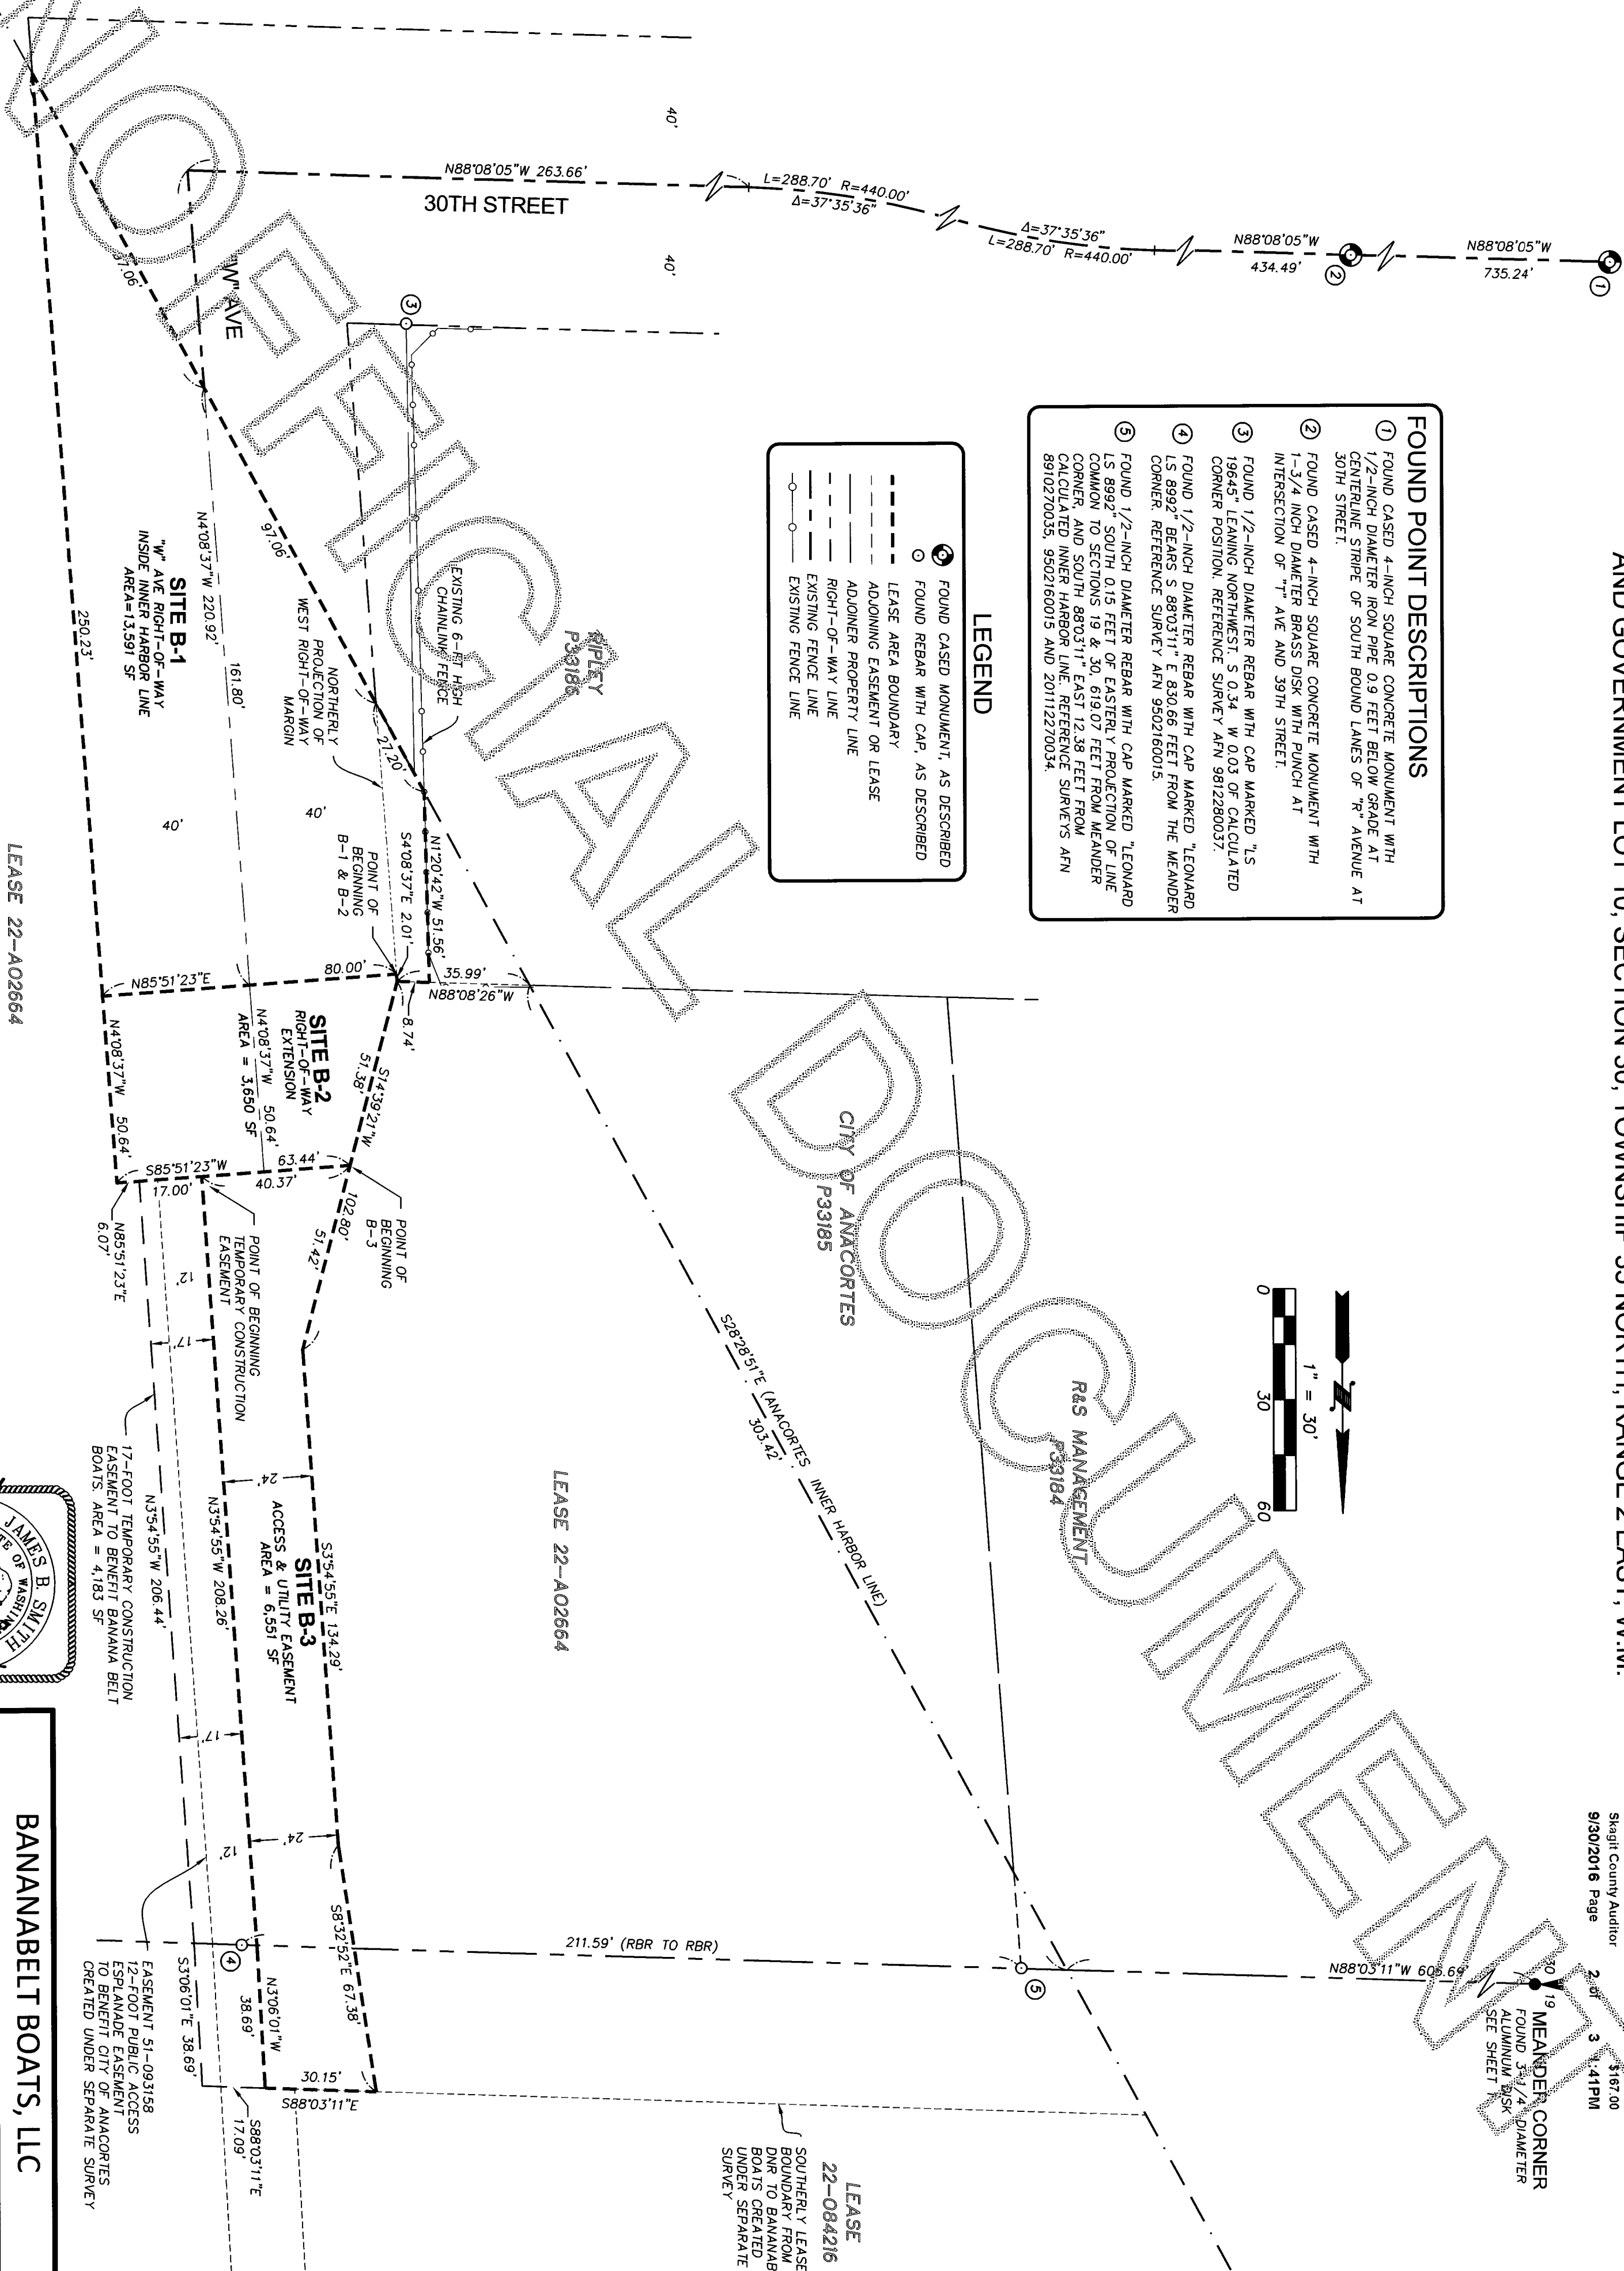 AND GOVERNMENT LOT 10, SECTION 30, TOWNSHIP 35 NORTH, RANGE 2 EAST, W.M.
$167.00
Skagit County Auditor
9/30/2016 Page 2 of 3 1:41PM
UNOFFICIAL DOCUMENT
FOUND POINT DESCRIPTIONS
① FOUND CASED 4-INCH SQUARE CONCRETE MONUMENT WITH
1/2-INCH DIAMETER IRON PIPE 0.9 FEET BELOW GRADE AT
CENTERLINE STRIPE OF SOUTH BOUND LANES OF "R" AVENUE AT
30TH STREET.
② FOUND CASED 4-INCH SQUARE CONCRETE MONUMENT WITH
1-3/4 INCH DIAMETER BRASS DISK WITH PUNCH AT
INTERSECTION OF "T" AVE AND 39TH STREET.
③ FOUND 1/2-INCH DIAMETER REBAR WITH CAP MARKED "LS
19645" LEANING NORTHWEST. S 0.34 W 0.03 OF CALCULATED
CORNER POSITION. REFERENCE SURVEY AFN 9812280037.
④ FOUND 1/2-INCH DIAMETER REBAR WITH CAP MARKED "LEONARD
LS 8992" BEARS S 88°03'11" E 830.66 FEET FROM THE MEANDER
CORNER. REFERENCE SURVEY AFN 9502160015.
⑤ FOUND 1/2-INCH DIAMETER REBAR WITH CAP MARKED "LEONARD
LS 8992" SOUTH 0.15 FEET OF EASTERLY PROJECTION OF LINE
COMMON TO SECTIONS 19 & 30, 619.07 FEET FROM MEANDER
CORNER, AND SOUTH 88°03'11" EAST 12.38 FEET FROM
CALCULATED INNER HARBOR LINE. REFERENCE SURVEYS AFN
8910270035, 9502160015 AND 201112270034.
LEGEND
FOUND CASED MONUMENT, AS DESCRIBED
FOUND REBAR WITH CAP, AS DESCRIBED
LEASE AREA BOUNDARY
ADJOINING EASEMENT OR LEASE
ADJOINER PROPERTY LINE
RIGHT-OF-WAY LINE
EXISTING FENCE LINE
EXISTING FENCE LINE
1" = 30'
0 30 60
N
①
N88°08'05"W
735.24'
②
N88°08'05"W
434.49'
Δ=37°35'36"
L=288.70' R=440.00'
L=288.70' R=440.00'
Δ=37°35'36"
N88°08'05"W 263.66'
30TH STREET
40'
40'
③
"W" AVE
97.06'
RIPLEY
P33186
EXISTING 6-FT HIGH
CHAINLINK FENCE
NORTHERLY
PROJECTION OF
WEST RIGHT-OF-WAY
MARGIN
97.06'
27.20'
N4°08'37"W 220.92'
161.80'
SITE B-1
"W" AVE RIGHT-OF-WAY
INSIDE INNER HARBOR LINE
AREA=13,591 SF
250.23'
40'
40'
POINT OF
BEGINNING
B-1 & B-2
S4°08'37"E 2.01'
N1°20'42"W 51.56'
35.99'
N88°08'26"W
8.74'
80.00'
N85°51'23"E
LEASE 22-A02664
SITE B-2
RIGHT-OF-WAY
EXTENSION
N4°08'37"W 50.64'
AREA = 3,650 SF
N4°08'37"W 50.64'
S14°39'21"W
51.38'
S85°51'23"W
63.44'
17.00'
40.37'
N85°51'23"E
6.07'
POINT OF
BEGINNING
B-3
102.80'
51.42'
POINT OF BEGINNING
TEMPORARY CONSTRUCTION
EASEMENT
12'
17'
17-FOOT TEMPORARY CONSTRUCTION
EASEMENT TO BENEFIT BANANA BELT
BOATS. AREA = 4,183 SF
24'
SITE B-3
ACCESS & UTILITY EASEMENT
AREA = 6,551 SF
S3°54'55"E 134.29'
N3°54'55"W 208.26'
N3°54'55"W 206.44'
CITY OF ANACORTES
P33185
R&S MANAGEMENT
P33184
S28°28'51"E (ANACORTES INNER HARBOR LINE)
303.42'
LEASE 22-A02664
17'
12'
24'
S8°32'52"E 67.38'
④
N3°06'01"W
38.69'
S3°06'01"E 38.69'
30.15'
S88°03'11"E
S88°03'11"E
17.09'
211.59' (RBR TO RBR)
⑤
N88°03'11"W 605.69'
30 19
MEANDER CORNER
FOUND 3-1/4" DIAMETER
ALUMINUM DISK
SEE SHEET 1
EASEMENT 51-093158
12-FOOT PUBLIC ACCESS
ESPLANADE EASEMENT
TO BENEFIT CITY OF ANACORTES
CREATED UNDER SEPARATE SURVEY
LEASE
22-084216
SOUTHERLY LEASE
BOUNDARY FROM
DNR TO BANANAB
BOATS CREATED
UNDER SEPARATE
SURVEY
JAMES B. SMITH
TE OF WASHIN
BANANABELT BOATS, LLC